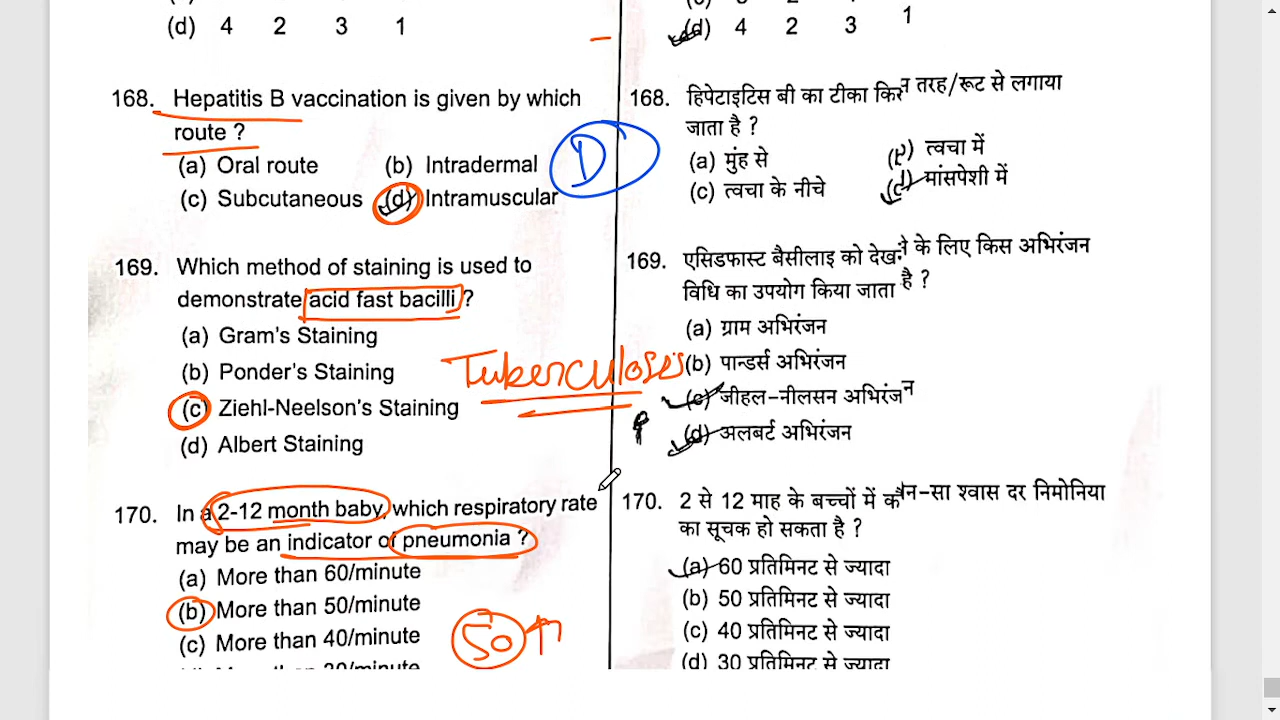 (d) 4 2 3 1
168. Hepatitis B vaccination is given by which
route ?
(a) Oral route (b) Intradermal
(c) Subcutaneous (d) Intramuscular
D
169. Which method of staining is used to
demonstrate acid fast bacilli ?
(a) Gram's Staining
(b) Ponder's Staining
(c) Ziehl-Neelson's Staining
(d) Albert Staining
Tuberculosis
170. In a 2-12 month baby, which respiratory rate
may be an indicator of pneumonia ?
(a) More than 60/minute
(b) More than 50/minute
(c) More than 40/minute
50
(d) 4 2 3 1
168. हिपेटाइटिस बी का टीका किस तरह/रूट से लगाया
जाता है ?
(a) मुंह से (b) त्वचा में
(c) त्वचा के नीचे (d) मांसपेशी में
169. एसिडफास्ट बैसीलाइ को देखने के लिए किस अभिरंजन
विधि का उपयोग किया जाता है ?
(a) ग्राम अभिरंजन
(b) पान्डर्स अभिरंजन
(c) जीहल-नीलसन अभिरंजन
(d) अलबर्ट अभिरंजन
170. 2 से 12 माह के बच्चों में कौन-सा श्वास दर निमोनिया
का सूचक हो सकता है ?
(a) 60 प्रतिमिनट से ज्यादा
(b) 50 प्रतिमिनट से ज्यादा
(c) 40 प्रतिमिनट से ज्यादा
(d) 30 प्रतिमिनट से ज्यादा